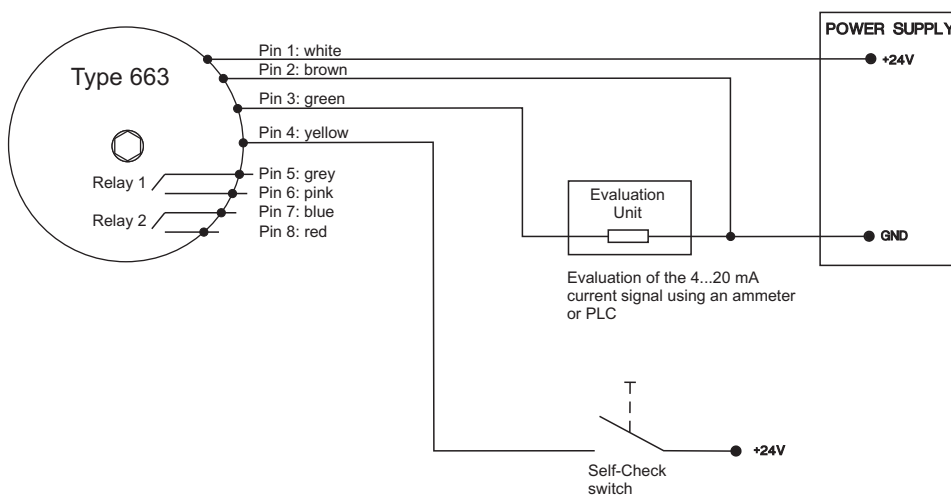 POWER SUPPLY
+24V
Pin 1: white
Pin 2: brown
Type 663
Pin 3: green
Pin 4: yellow
Relay 1
Pin 5: grey
Pin 6: pink
Relay 2
Pin 7: blue
Pin 8: red
Evaluation
Unit
GND
Evaluation of the 4...20 mA
current signal using an ammeter
or PLC
+24V
Self-Check
switch